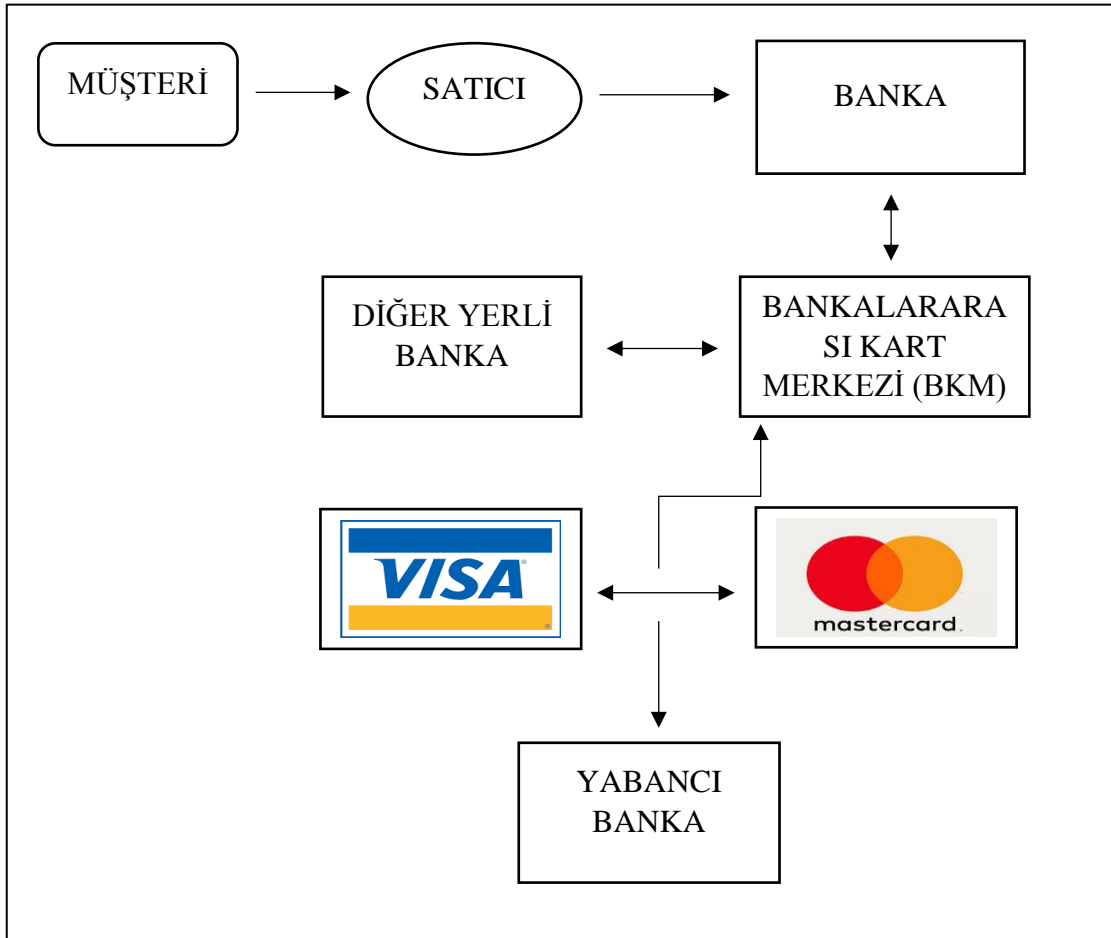 MÜŞTERİ
SATICI
BANKA
DİĞER YERLİ
BANKA
BANKALARARA
SI KART
MERKEZİ (BKM)
VISA
mastercard.
YABANCI
BANKA